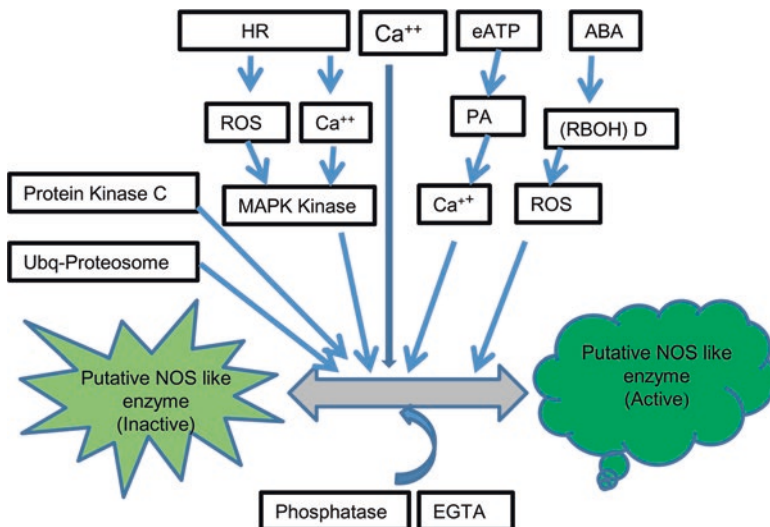 HR
Ca++
eATP
ABA
ROS
Ca++
PA
(RBOH) D
Protein Kinase C
MAPK Kinase
Ca++
ROS
Ubq-Proteosome
Putative NOS like
enzyme
(Inactive)
Putative NOS like
enzyme
(Active)
Phosphatase
EGTA